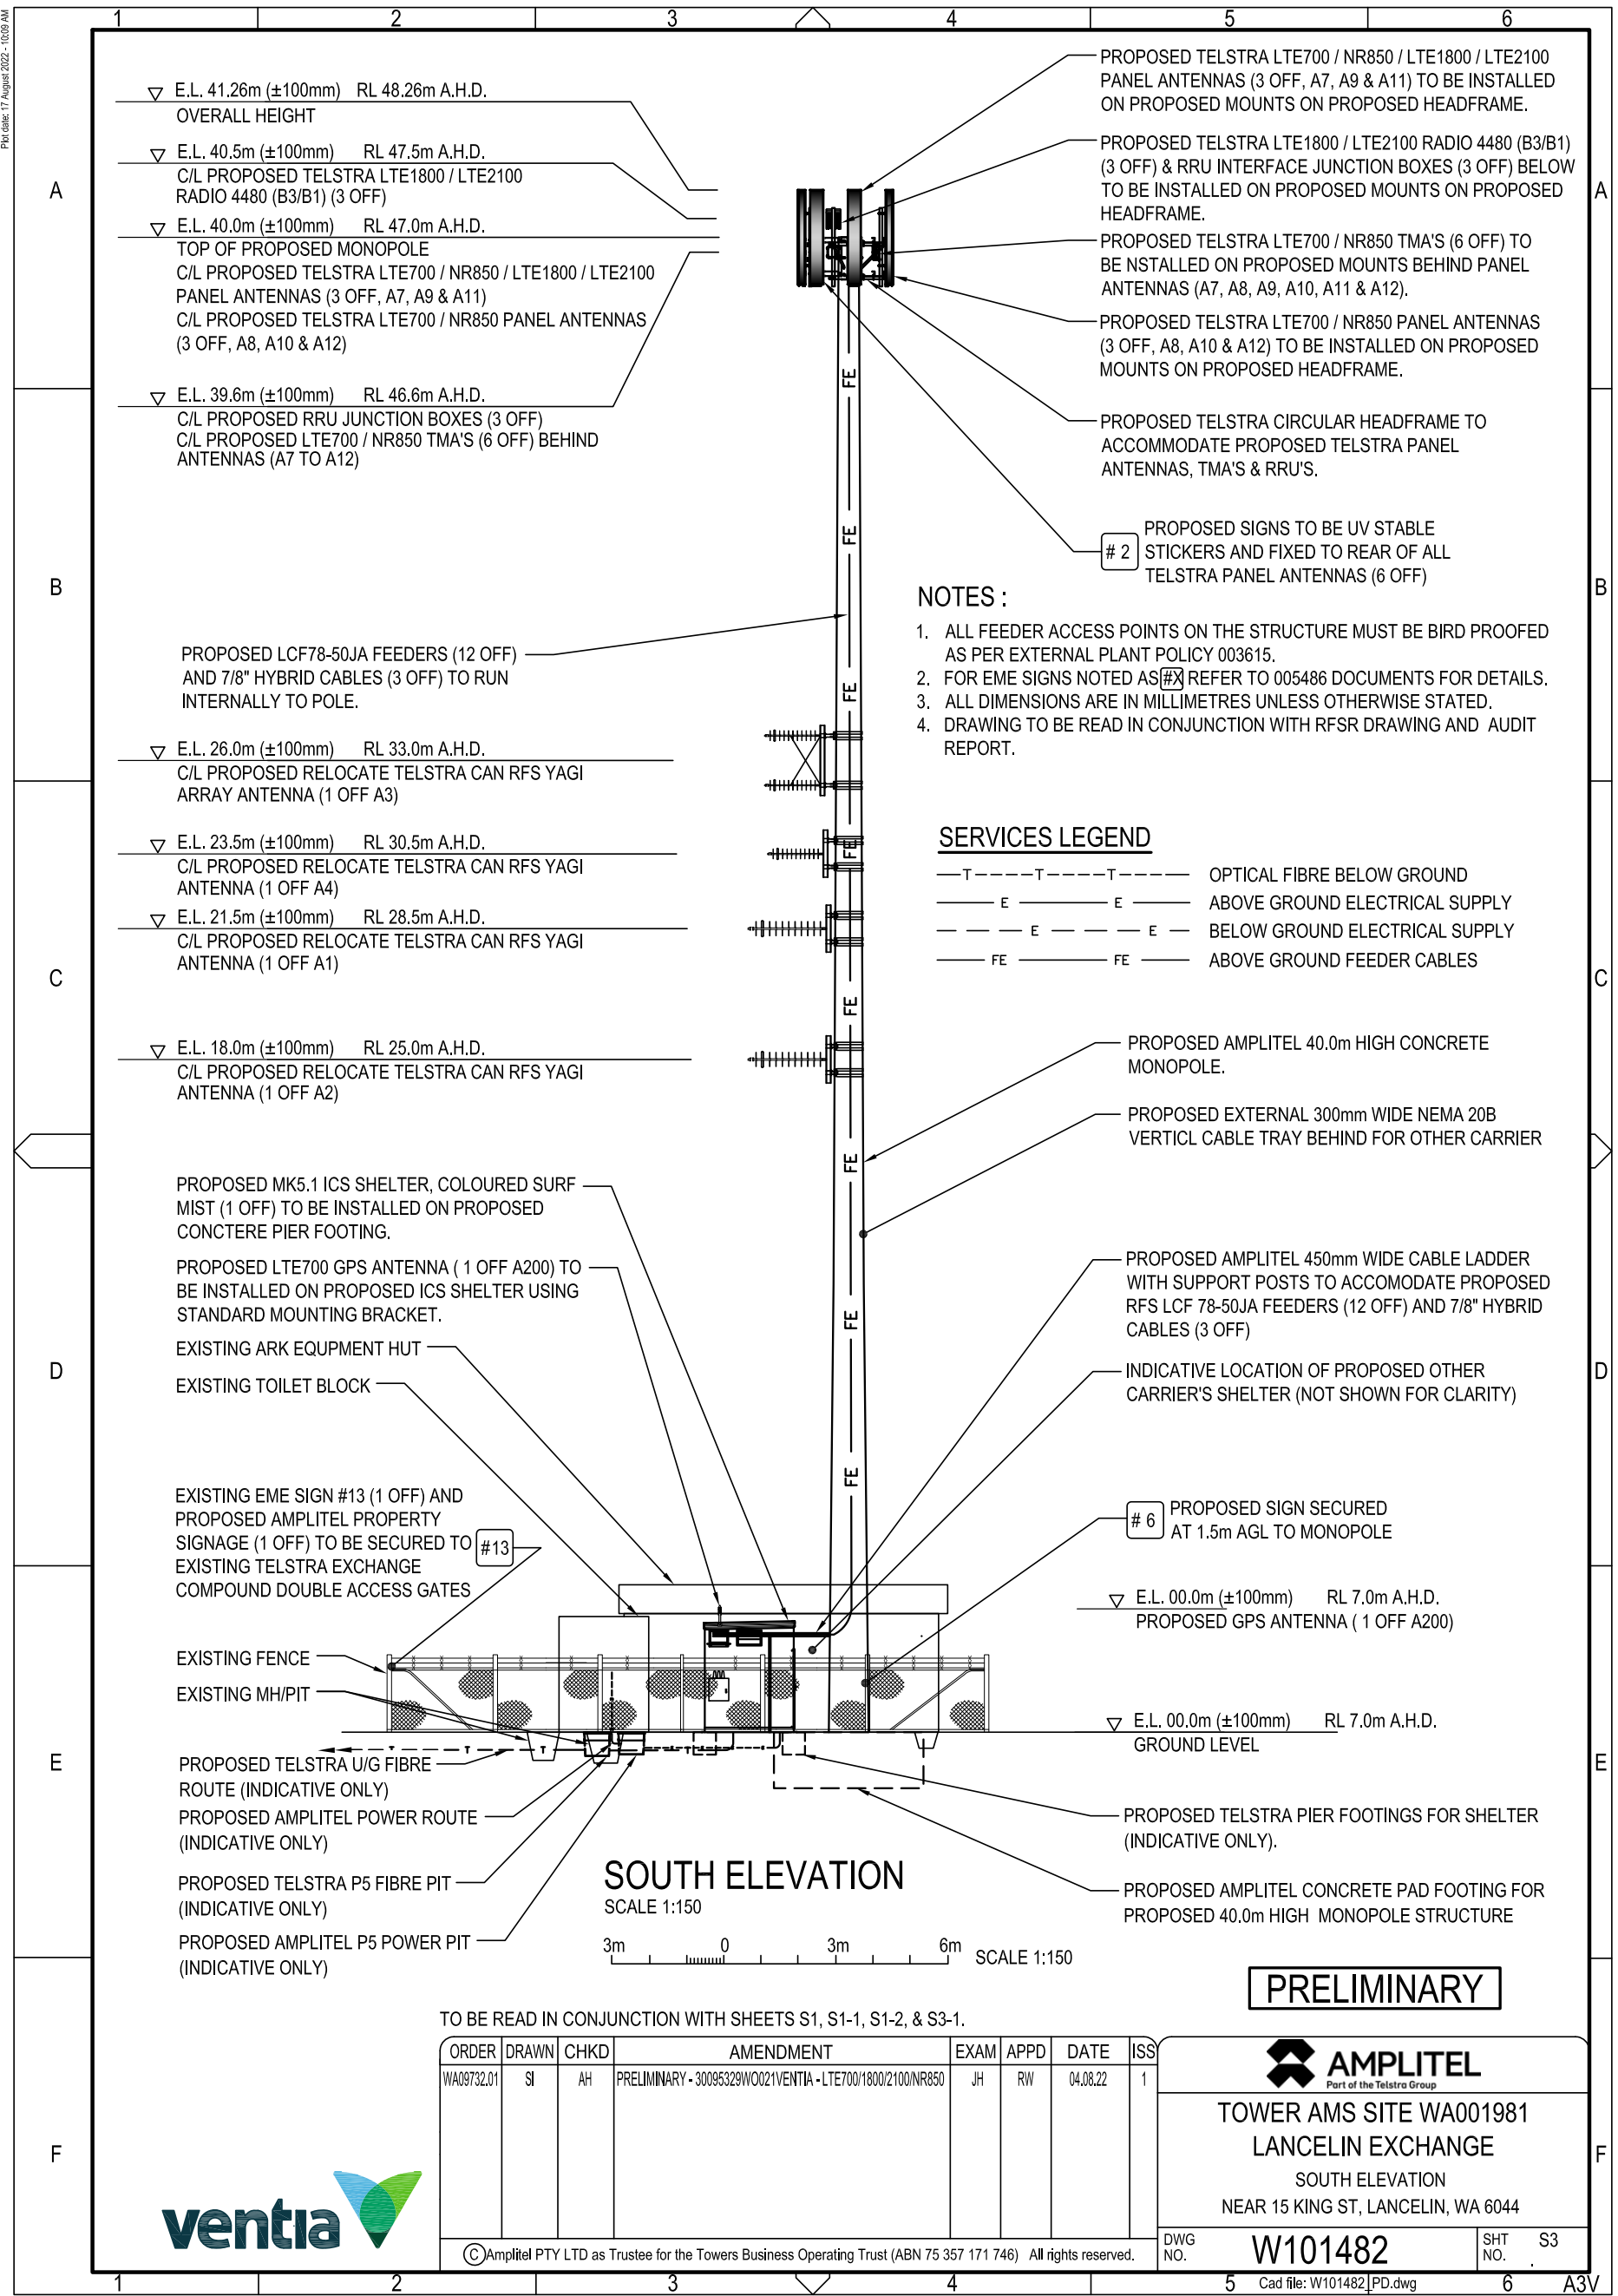 Plot date: 17 August 2022 - 10:09 AM
1 2 3 4 5 6
A
B
C
D
E
F
A
B
C
D
E
F
E.L. 41.26m (±100mm) RL 48.26m A.H.D.
OVERALL HEIGHT
E.L. 40.5m (±100mm) RL 47.5m A.H.D.
C/L PROPOSED TELSTRA LTE1800 / LTE2100
RADIO 4480 (B3/B1) (3 OFF)
E.L. 40.0m (±100mm) RL 47.0m A.H.D.
TOP OF PROPOSED MONOPOLE
C/L PROPOSED TELSTRA LTE700 / NR850 / LTE1800 / LTE2100
PANEL ANTENNAS (3 OFF, A7, A9 & A11)
C/L PROPOSED TELSTRA LTE700 / NR850 PANEL ANTENNAS
(3 OFF, A8, A10 & A12)
E.L. 39.6m (±100mm) RL 46.6m A.H.D.
C/L PROPOSED RRU JUNCTION BOXES (3 OFF)
C/L PROPOSED LTE700 / NR850 TMA'S (6 OFF) BEHIND
ANTENNAS (A7 TO A12)
PROPOSED LCF78-50JA FEEDERS (12 OFF)
AND 7/8" HYBRID CABLES (3 OFF) TO RUN
INTERNALLY TO POLE.
E.L. 26.0m (±100mm) RL 33.0m A.H.D.
C/L PROPOSED RELOCATE TELSTRA CAN RFS YAGI
ARRAY ANTENNA (1 OFF A3)
E.L. 23.5m (±100mm) RL 30.5m A.H.D.
C/L PROPOSED RELOCATE TELSTRA CAN RFS YAGI
ANTENNA (1 OFF A4)
E.L. 21.5m (±100mm) RL 28.5m A.H.D.
C/L PROPOSED RELOCATE TELSTRA CAN RFS YAGI
ANTENNA (1 OFF A1)
E.L. 18.0m (±100mm) RL 25.0m A.H.D.
C/L PROPOSED RELOCATE TELSTRA CAN RFS YAGI
ANTENNA (1 OFF A2)
PROPOSED MK5.1 ICS SHELTER, COLOURED SURF
MIST (1 OFF) TO BE INSTALLED ON PROPOSED
CONCTERE PIER FOOTING.
PROPOSED LTE700 GPS ANTENNA ( 1 OFF A200) TO
BE INSTALLED ON PROPOSED ICS SHELTER USING
STANDARD MOUNTING BRACKET.
EXISTING ARK EQUPMENT HUT
EXISTING TOILET BLOCK
EXISTING EME SIGN #13 (1 OFF) AND
PROPOSED AMPLITEL PROPERTY
SIGNAGE (1 OFF) TO BE SECURED TO
EXISTING TELSTRA EXCHANGE
COMPOUND DOUBLE ACCESS GATES
#13
EXISTING FENCE
EXISTING MH/PIT
PROPOSED TELSTRA U/G FIBRE
ROUTE (INDICATIVE ONLY)
PROPOSED AMPLITEL POWER ROUTE
(INDICATIVE ONLY)
PROPOSED TELSTRA P5 FIBRE PIT
(INDICATIVE ONLY)
PROPOSED AMPLITEL P5 POWER PIT
(INDICATIVE ONLY)
FE
FE
FE
FE
FE
FE
FE
FE
T
T
T
PROPOSED TELSTRA LTE700 / NR850 / LTE1800 / LTE2100
PANEL ANTENNAS (3 OFF, A7, A9 & A11) TO BE INSTALLED
ON PROPOSED MOUNTS ON PROPOSED HEADFRAME.
PROPOSED TELSTRA LTE1800 / LTE2100 RADIO 4480 (B3/B1)
(3 OFF) & RRU INTERFACE JUNCTION BOXES (3 OFF) BELOW
TO BE INSTALLED ON PROPOSED MOUNTS ON PROPOSED
HEADFRAME.
PROPOSED TELSTRA LTE700 / NR850 TMA'S (6 OFF) TO
BE NSTALLED ON PROPOSED MOUNTS BEHIND PANEL
ANTENNAS (A7, A8, A9, A10, A11 & A12).
PROPOSED TELSTRA LTE700 / NR850 PANEL ANTENNAS
(3 OFF, A8, A10 & A12) TO BE INSTALLED ON PROPOSED
MOUNTS ON PROPOSED HEADFRAME.
PROPOSED TELSTRA CIRCULAR HEADFRAME TO
ACCOMMODATE PROPOSED TELSTRA PANEL
ANTENNAS, TMA'S & RRU'S.
# 2
PROPOSED SIGNS TO BE UV STABLE
STICKERS AND FIXED TO REAR OF ALL
TELSTRA PANEL ANTENNAS (6 OFF)
NOTES :
1. ALL FEEDER ACCESS POINTS ON THE STRUCTURE MUST BE BIRD PROOFED
AS PER EXTERNAL PLANT POLICY 003615.
2. FOR EME SIGNS NOTED AS #X REFER TO 005486 DOCUMENTS FOR DETAILS.
3. ALL DIMENSIONS ARE IN MILLIMETRES UNLESS OTHERWISE STATED.
4. DRAWING TO BE READ IN CONJUNCTION WITH RFSR DRAWING AND AUDIT
REPORT.
SERVICES LEGEND
T T T OPTICAL FIBRE BELOW GROUND
E E ABOVE GROUND ELECTRICAL SUPPLY
E E BELOW GROUND ELECTRICAL SUPPLY
FE FE ABOVE GROUND FEEDER CABLES
PROPOSED AMPLITEL 40.0m HIGH CONCRETE
MONOPOLE.
PROPOSED EXTERNAL 300mm WIDE NEMA 20B
VERTICL CABLE TRAY BEHIND FOR OTHER CARRIER
PROPOSED AMPLITEL 450mm WIDE CABLE LADDER
WITH SUPPORT POSTS TO ACCOMODATE PROPOSED
RFS LCF 78-50JA FEEDERS (12 OFF) AND 7/8" HYBRID
CABLES (3 OFF)
INDICATIVE LOCATION OF PROPOSED OTHER
CARRIER'S SHELTER (NOT SHOWN FOR CLARITY)
# 6
PROPOSED SIGN SECURED
AT 1.5m AGL TO MONOPOLE
E.L. 00.0m (±100mm) RL 7.0m A.H.D.
PROPOSED GPS ANTENNA ( 1 OFF A200)
E.L. 00.0m (±100mm) RL 7.0m A.H.D.
GROUND LEVEL
PROPOSED TELSTRA PIER FOOTINGS FOR SHELTER
(INDICATIVE ONLY).
PROPOSED AMPLITEL CONCRETE PAD FOOTING FOR
PROPOSED 40.0m HIGH MONOPOLE STRUCTURE
SOUTH ELEVATION
SCALE 1:150
3m 0 3m 6m SCALE 1:150
PRELIMINARY
TO BE READ IN CONJUNCTION WITH SHEETS S1, S1-1, S1-2, & S3-1.
ORDER DRAWN CHKD AMENDMENT EXAM APPD DATE ISS
WA09732.01 SI AH PRELIMINARY - 30095329WO021VENTIA - LTE700/1800/2100/NR850 JH RW 04.08.22 1
ventia
© Amplitel PTY LTD as Trustee for the Towers Business Operating Trust (ABN 75 357 171 746) All rights reserved.
AMPLITEL
Part of the Telstra Group
TOWER AMS SITE WA001981
LANCELIN EXCHANGE
SOUTH ELEVATION
NEAR 15 KING ST, LANCELIN, WA 6044
DWG
NO.
W101482
SHT
NO.
S3
1 2 3 4 5 6
Cad file: W101482_PD.dwg
A3V